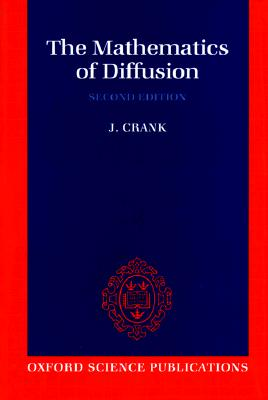 The Mathematics
of Diffusion
SECOND EDITION
J. CRANK
OXFORD SCIENCE PUBLICATIONS